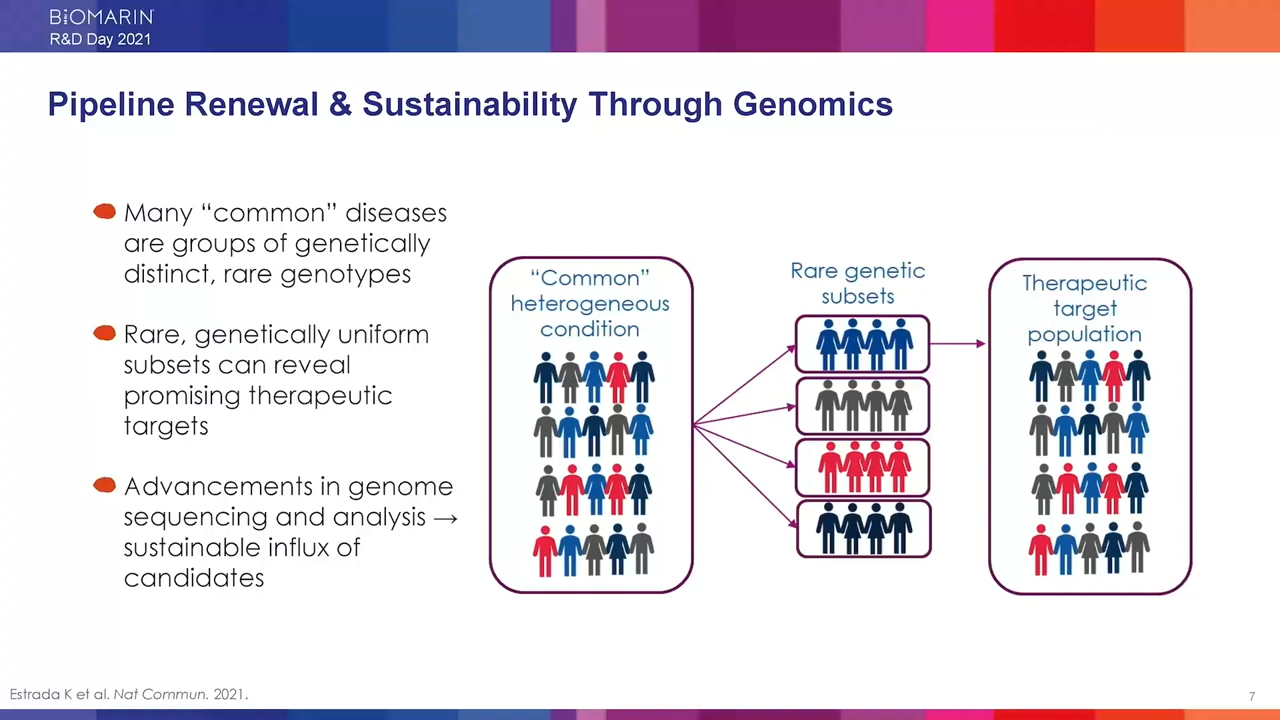 BIOMARIN
R&D Day 2021
Pipeline Renewal & Sustainability Through Genomics
Many “common” diseases
are groups of genetically
distinct, rare genotypes
Rare, genetically uniform
subsets can reveal
promising therapeutic
targets
Advancements in genome
sequencing and analysis →
sustainable influx of
candidates
“Common”
heterogeneous
condition
Rare genetic
subsets
Therapeutic
target
population
Estrada K et al. Nat Commun. 2021.
7